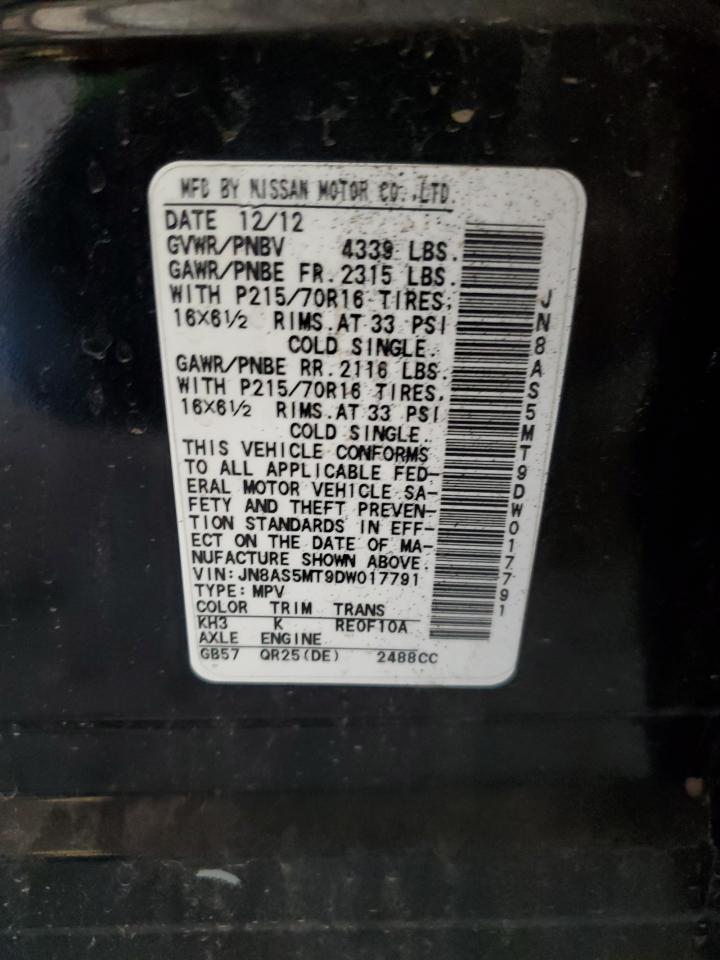 MFD BY NISSAN MOTOR CO.,LTD.
DATE 12/12
GVWR/PNBV 4339 LBS.
GAWR/PNBE FR. 2315 LBS.
WITH P215/70R16 TIRES,
16X6½ RIMS. AT 33 PSI
COLD SINGLE.
GAWR/PNBE RR. 2116 LBS.
WITH P215/70R16 TIRES,
16X6½ RIMS. AT 33 PSI
COLD SINGLE.
THIS VEHICLE CONFORMS
TO ALL APPLICABLE FED-
ERAL MOTOR VEHICLE SA-
FETY AND THEFT PREVEN-
TION STANDARDS IN EFF-
ECT ON THE DATE OF MA-
NUFACTURE SHOWN ABOVE.
VIN:JN8AS5MT9DW017791
TYPE:MPV
COLOR TRIM TRANS
KH3 K RE0F10A
AXLE ENGINE
GB57 QR25(DE) 2488CC
JN8AS5MT9DW017791